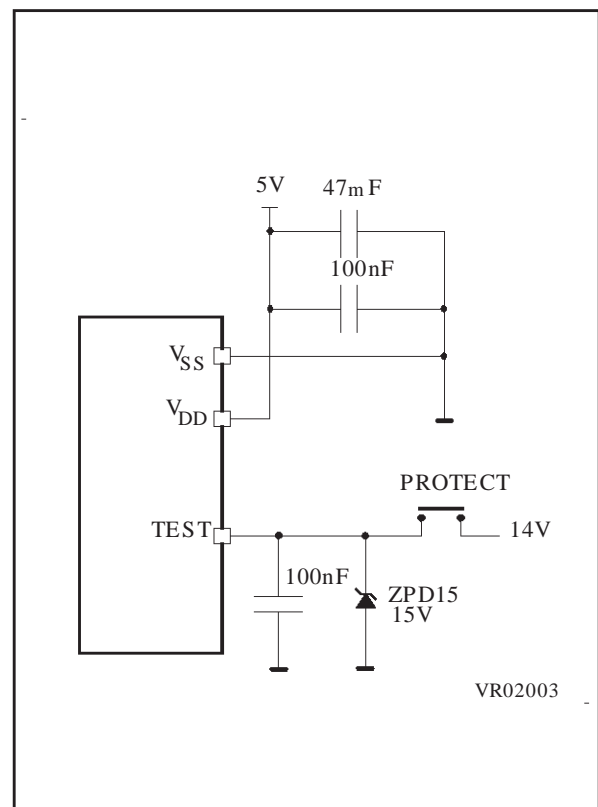 5V
47mF
100nF
VSS
VDD
PROTECT
TEST
14V
100nF
ZPD15
15V
VR02003